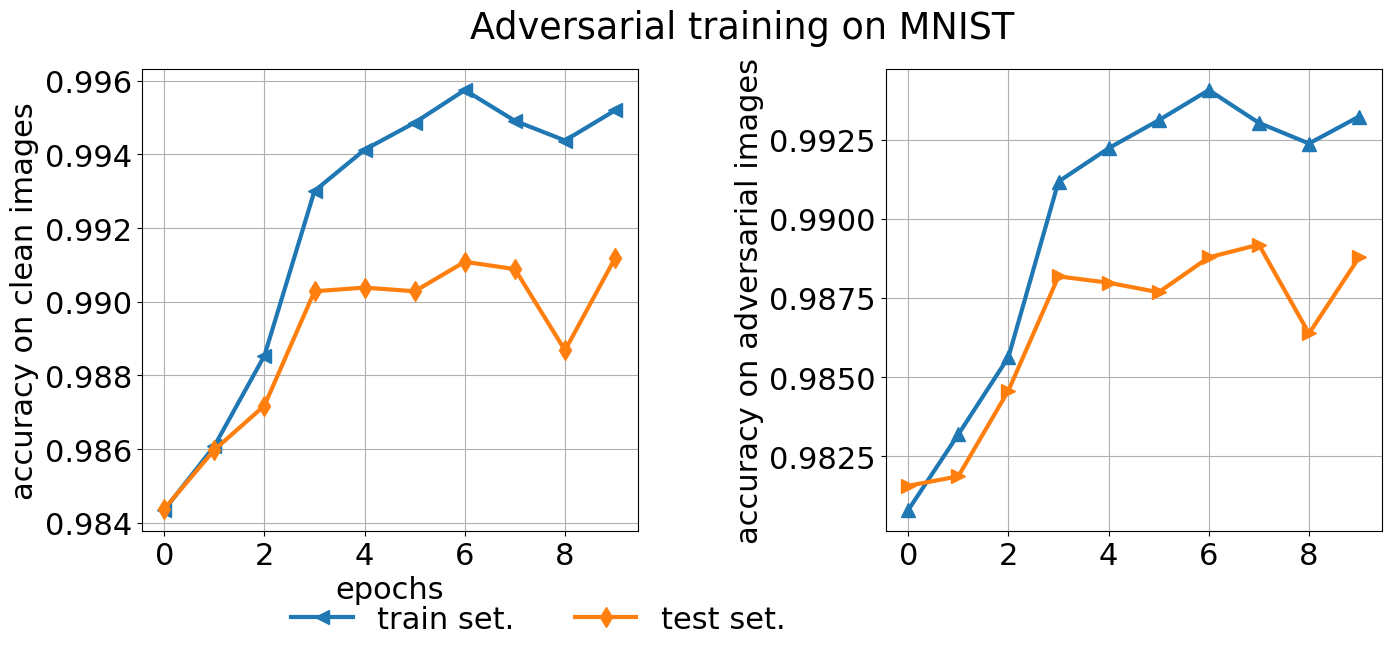 Adversarial training on MNIST
accuracy on clean images
0.996
0.994
0.992
0.990
0.988
0.986
0.984
0 2 4 6 8
epochs
accuracy on adversarial images
0.9925
0.9900
0.9875
0.9850
0.9825
0 2 4 6 8
train set. test set.